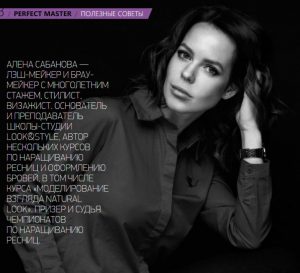 / PERFECT MASTER / ПОЛЕЗНЫЕ СОВЕТЫ
АЛЕНА САБАНОВА —
ЛЭШ-МЕЙКЕР И БРАУ-
МЕЙКЕР С МНОГОЛЕТНИМ
СТАЖЕМ, СТИЛИСТ,
ВИЗАЖИСТ. ОСНОВАТЕЛЬ
И ПРЕПОДАВАТЕЛЬ
ШКОЛЫ-СТУДИИ
LOOK&STYLE, АВТОР
НЕСКОЛЬКИХ КУРСОВ
ПО НАРАЩИВАНИЮ
РЕСНИЦ И ОФОРМЛЕНИЮ
БРОВЕЙ, В ТОМ ЧИСЛЕ
КУРСА «МОДЕЛИРОВАНИЕ
ВЗГЛЯДА NATURAL
LOOK». ПРИЗЕР И СУДЬЯ
ЧЕМПИОНАТОВ
ПО НАРАЩИВАНИЮ
РЕСНИЦ.